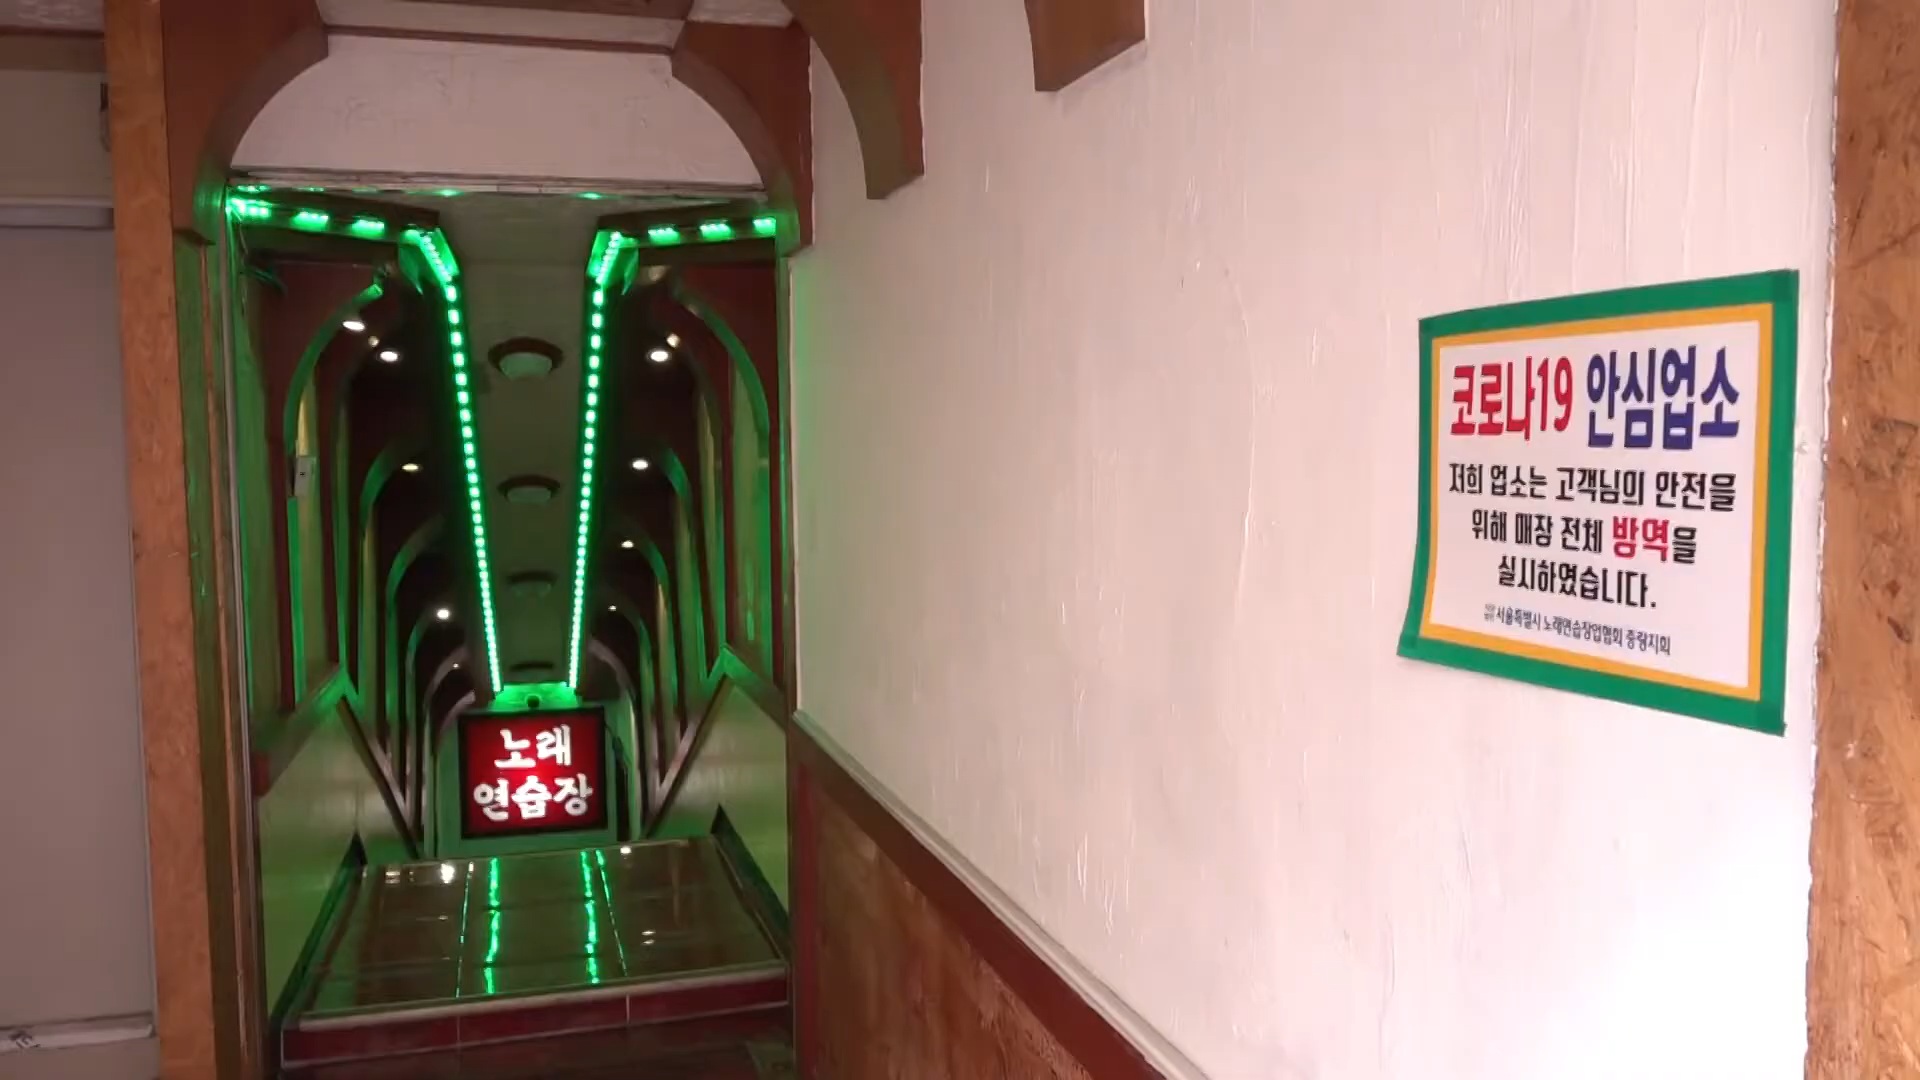 노래
연습장
코로나19 안심업소
저희 업소는 고객님의 안전을
위해 매장 전체 방역을
실시하였습니다.
서울특별시 노래연습장업협회 중랑지회